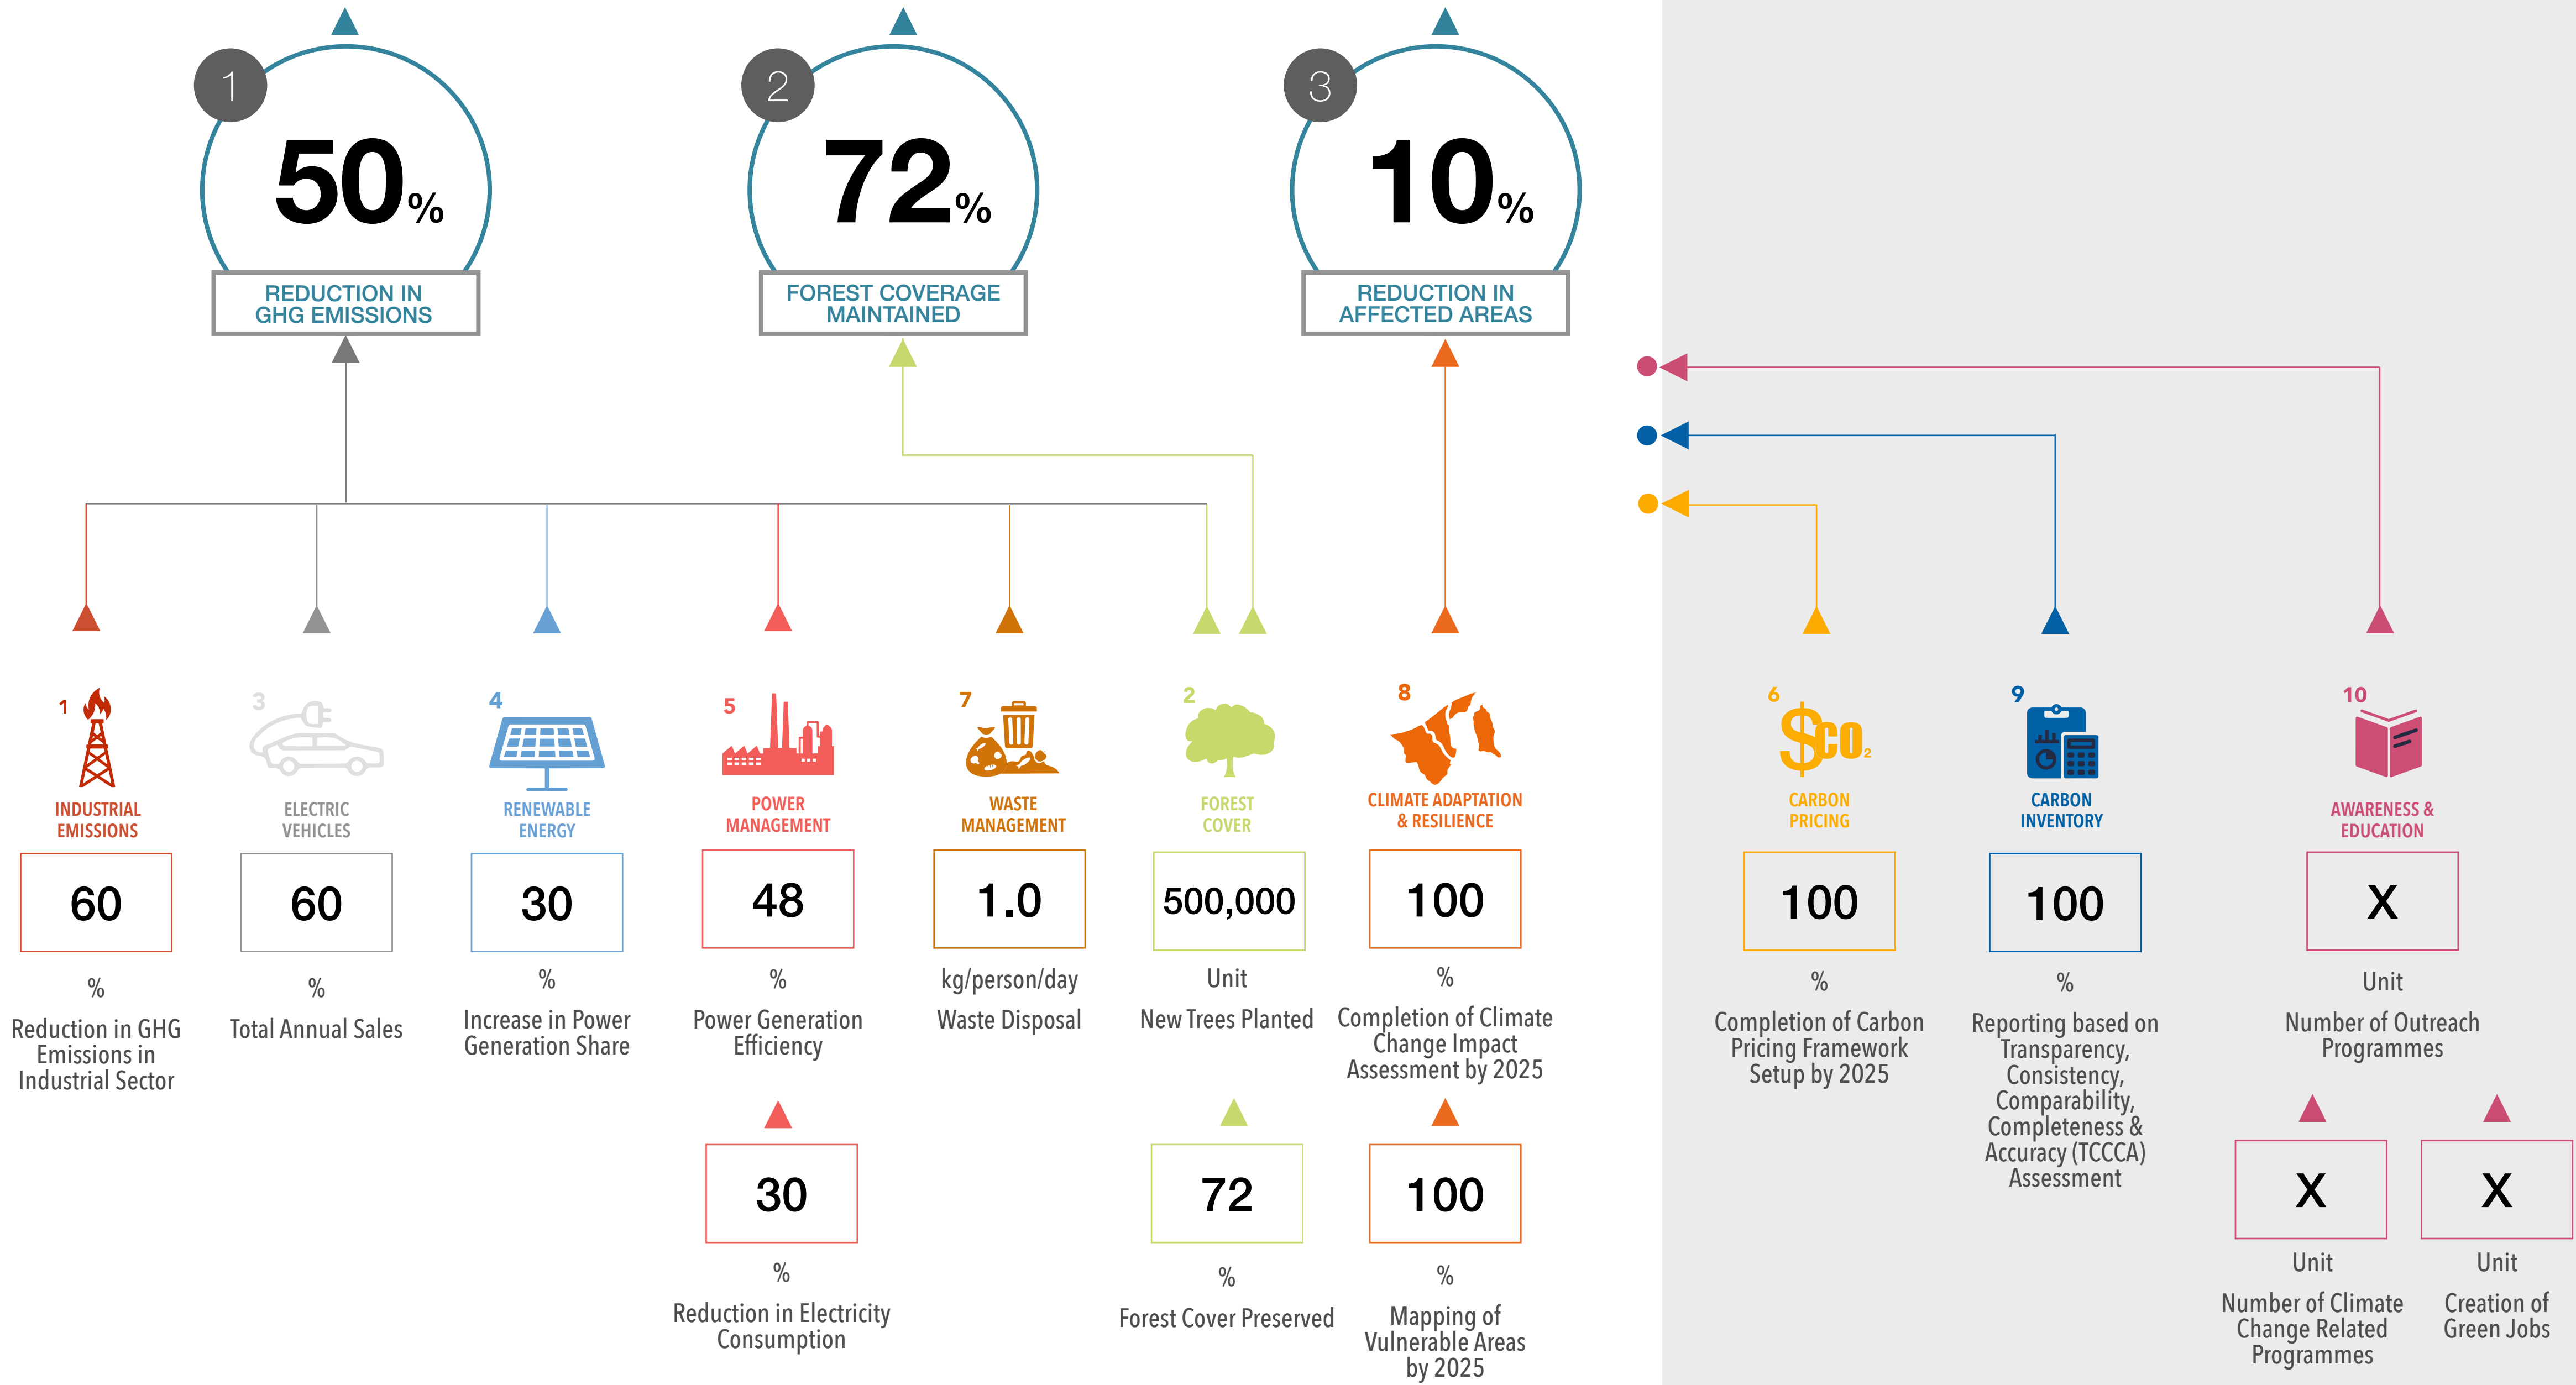 1
50%
REDUCTION IN
GHG EMISSIONS
2
72%
FOREST COVERAGE
MAINTAINED
3
10%
REDUCTION IN
AFFECTED AREAS
1
INDUSTRIAL
EMISSIONS
60
%
Reduction in GHG
Emissions in
Industrial Sector
3
ELECTRIC
VEHICLES
60
%
Total Annual Sales
4
RENEWABLE
ENERGY
30
%
Increase in Power
Generation Share
5
POWER
MANAGEMENT
48
%
Power Generation
Efficiency
30
%
Reduction in Electricity
Consumption
7
WASTE
MANAGEMENT
1.0
kg/person/day
Waste Disposal
2
FOREST
COVER
500,000
Unit
New Trees Planted
72
%
Forest Cover Preserved
8
CLIMATE ADAPTATION
& RESILIENCE
100
%
Completion of Climate
Change Impact
Assessment by 2025
100
%
Mapping of
Vulnerable Areas
by 2025
6
$CO₂
CARBON
PRICING
100
%
Completion of Carbon
Pricing Framework
Setup by 2025
9
CARBON
INVENTORY
100
%
Reporting based on
Transparency,
Consistency,
Comparability,
Completeness &
Accuracy (TCCCA)
Assessment
10
AWARENESS &
EDUCATION
X
Unit
Number of Outreach
Programmes
X
Unit
Number of Climate
Change Related
Programmes
X
Unit
Creation of
Green Jobs